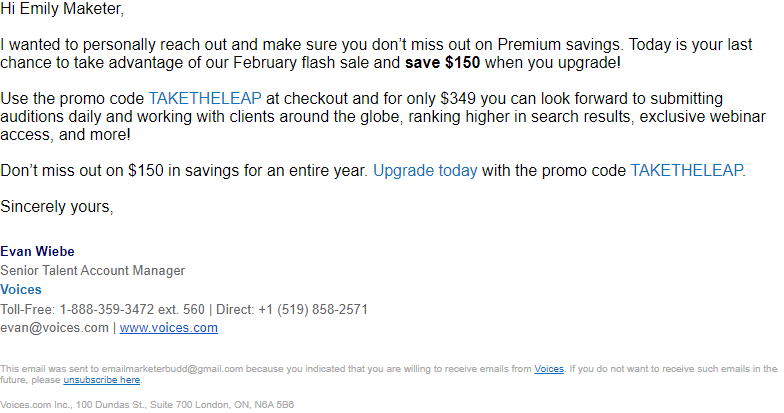 Hi Emily Maketer,
I wanted to personally reach out and make sure you don't miss out on Premium savings. Today is your last
chance to take advantage of our February flash sale and save $150 when you upgrade!
Use the promo code TAKETHELEAP at checkout and for only $349 you can look forward to submitting
auditions daily and working with clients around the globe, ranking higher in search results, exclusive webinar
access, and more!
Don't miss out on $150 in savings for an entire year. Upgrade today with the promo code TAKETHELEAP.
Sincerely yours,
Evan Wiebe
Senior Talent Account Manager
Voices
Toll-Free: 1-888-359-3472 ext. 560 | Direct: +1 (519) 858-2571
evan@voices.com | www.voices.com
This email was sent to emailmarketerbudd@gmail.com because you indicated that you are willing to receive emails from Voices. If you do not want to receive such emails in the
future, please unsubscribe here.
Voices.com Inc., 100 Dundas St., Suite 700 London, ON, N6A 5B6